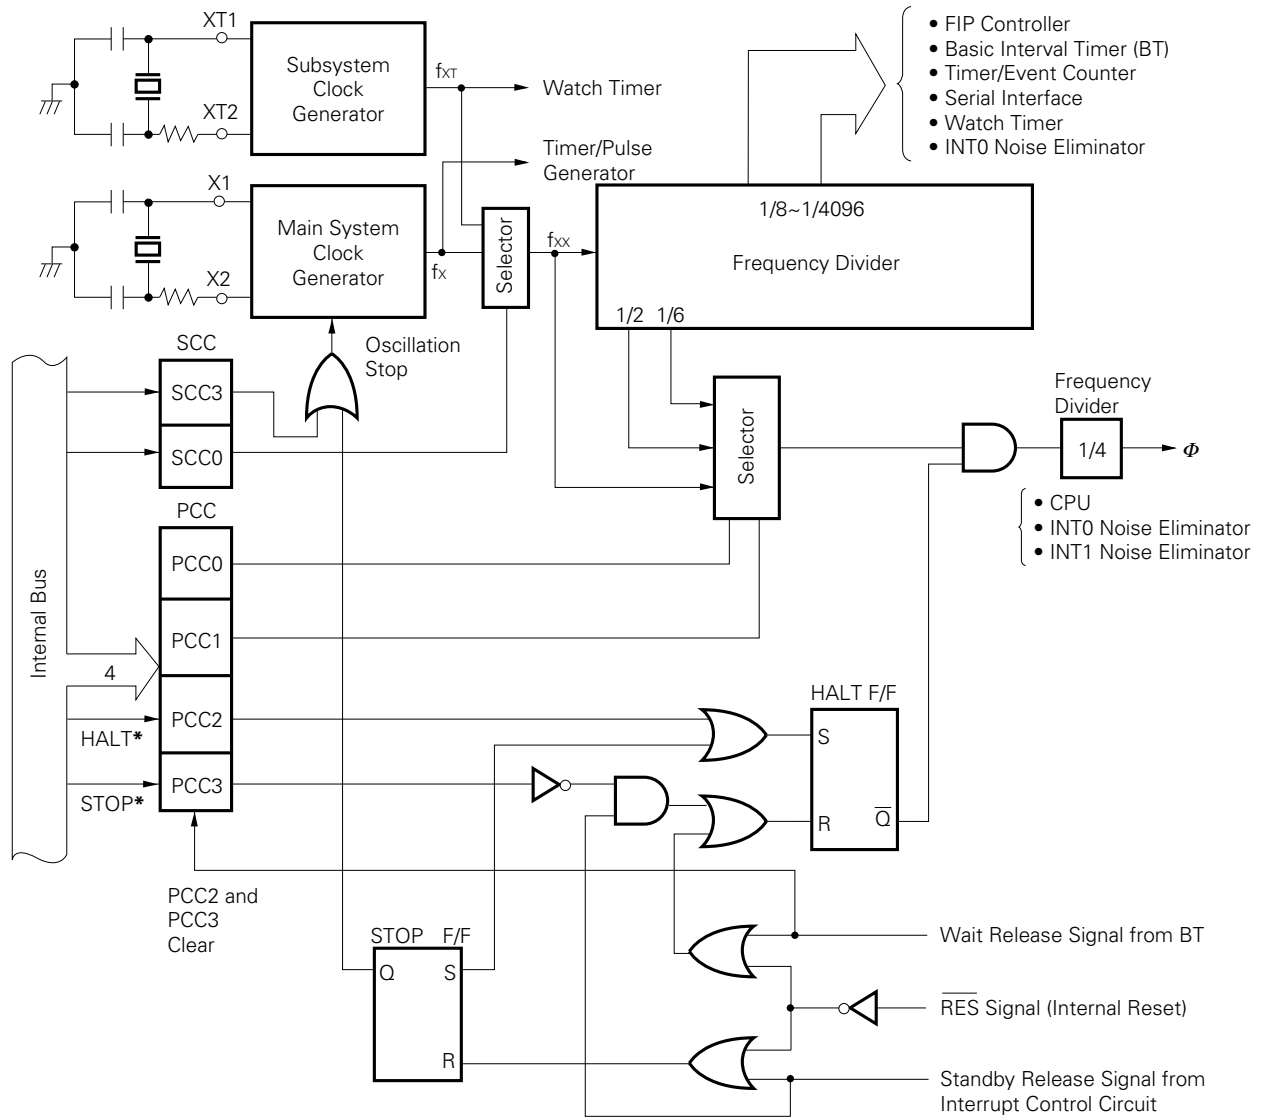 XT1
XT2
Subsystem
Clock
Generator
fXT
Watch Timer
Timer/Pulse
Generator
• FIP Controller
• Basic Interval Timer (BT)
• Timer/Event Counter
• Serial Interface
• Watch Timer
• INT0 Noise Eliminator
X1
X2
Main System
Clock
Generator
fX
Selector
fXX
1/8~1/4096
Frequency Divider
1/2 1/6
Oscillation
Stop
SCC
SCC3
SCC0
Selector
Frequency
Divider
1/4
Φ
• CPU
• INT0 Noise Eliminator
• INT1 Noise Eliminator
PCC
PCC0
PCC1
PCC2
PCC3
Internal Bus
4
HALT*
STOP*
HALT F/F
S
R
Q̅
PCC2 and
PCC3
Clear
STOP F/F
Q
S
R
Wait Release Signal from BT
R̅E̅S̅ Signal (Internal Reset)
Standby Release Signal from
Interrupt Control Circuit